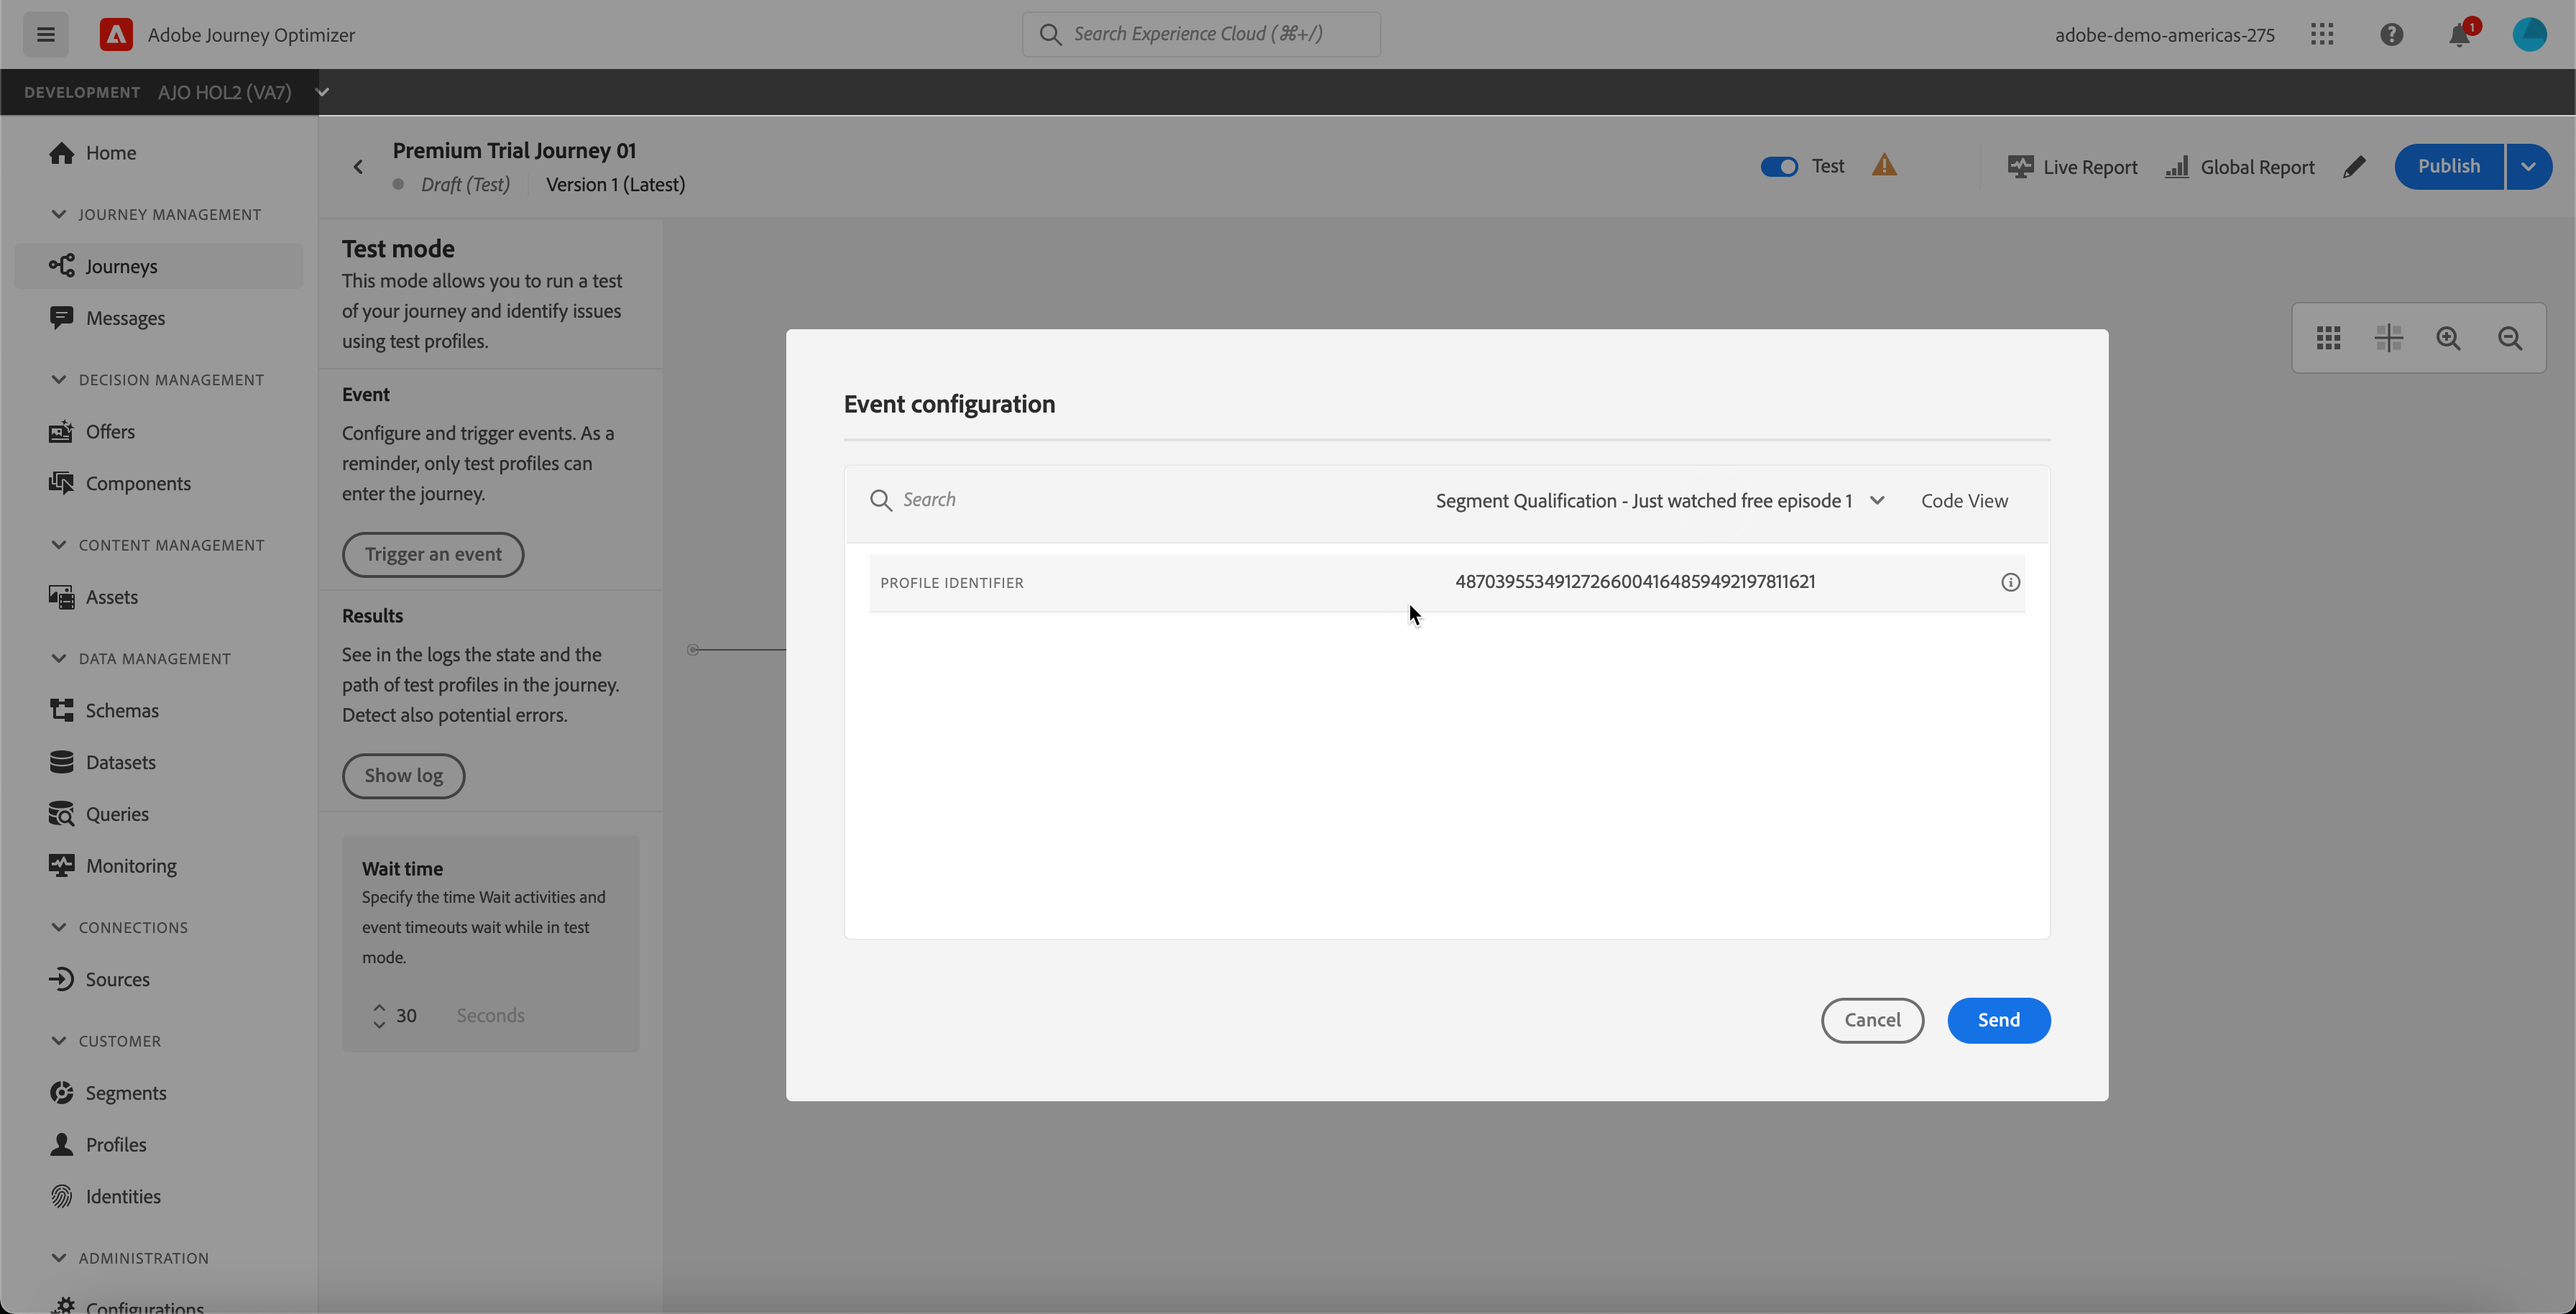 Adobe Journey Optimizer
Search Experience Cloud (⌘+/)
adobe-demo-americas-275
1
DEVELOPMENT AJO HOL2 (VA7)
Home
JOURNEY MANAGEMENT
Journeys
Messages
DECISION MANAGEMENT
Offers
Components
CONTENT MANAGEMENT
Assets
DATA MANAGEMENT
Schemas
Datasets
Queries
Monitoring
CONNECTIONS
Sources
CUSTOMER
Segments
Profiles
Identities
ADMINISTRATION
Configurations
Premium Trial Journey 01
Draft (Test) Version 1 (Latest)
Test
Live Report
Global Report
Publish
Test mode
This mode allows you to run a test
of your journey and identify issues
using test profiles.
Event
Configure and trigger events. As a
reminder, only test profiles can
enter the journey.
Trigger an event
Results
See in the logs the state and the
path of test profiles in the journey.
Detect also potential errors.
Show log
Wait time
Specify the time Wait activities and
event timeouts wait while in test
mode.
30 Seconds
Event configuration
Search
Segment Qualification - Just watched free episode 1
Code View
PROFILE IDENTIFIER
48703955349127266004164859492197811621
Cancel
Send